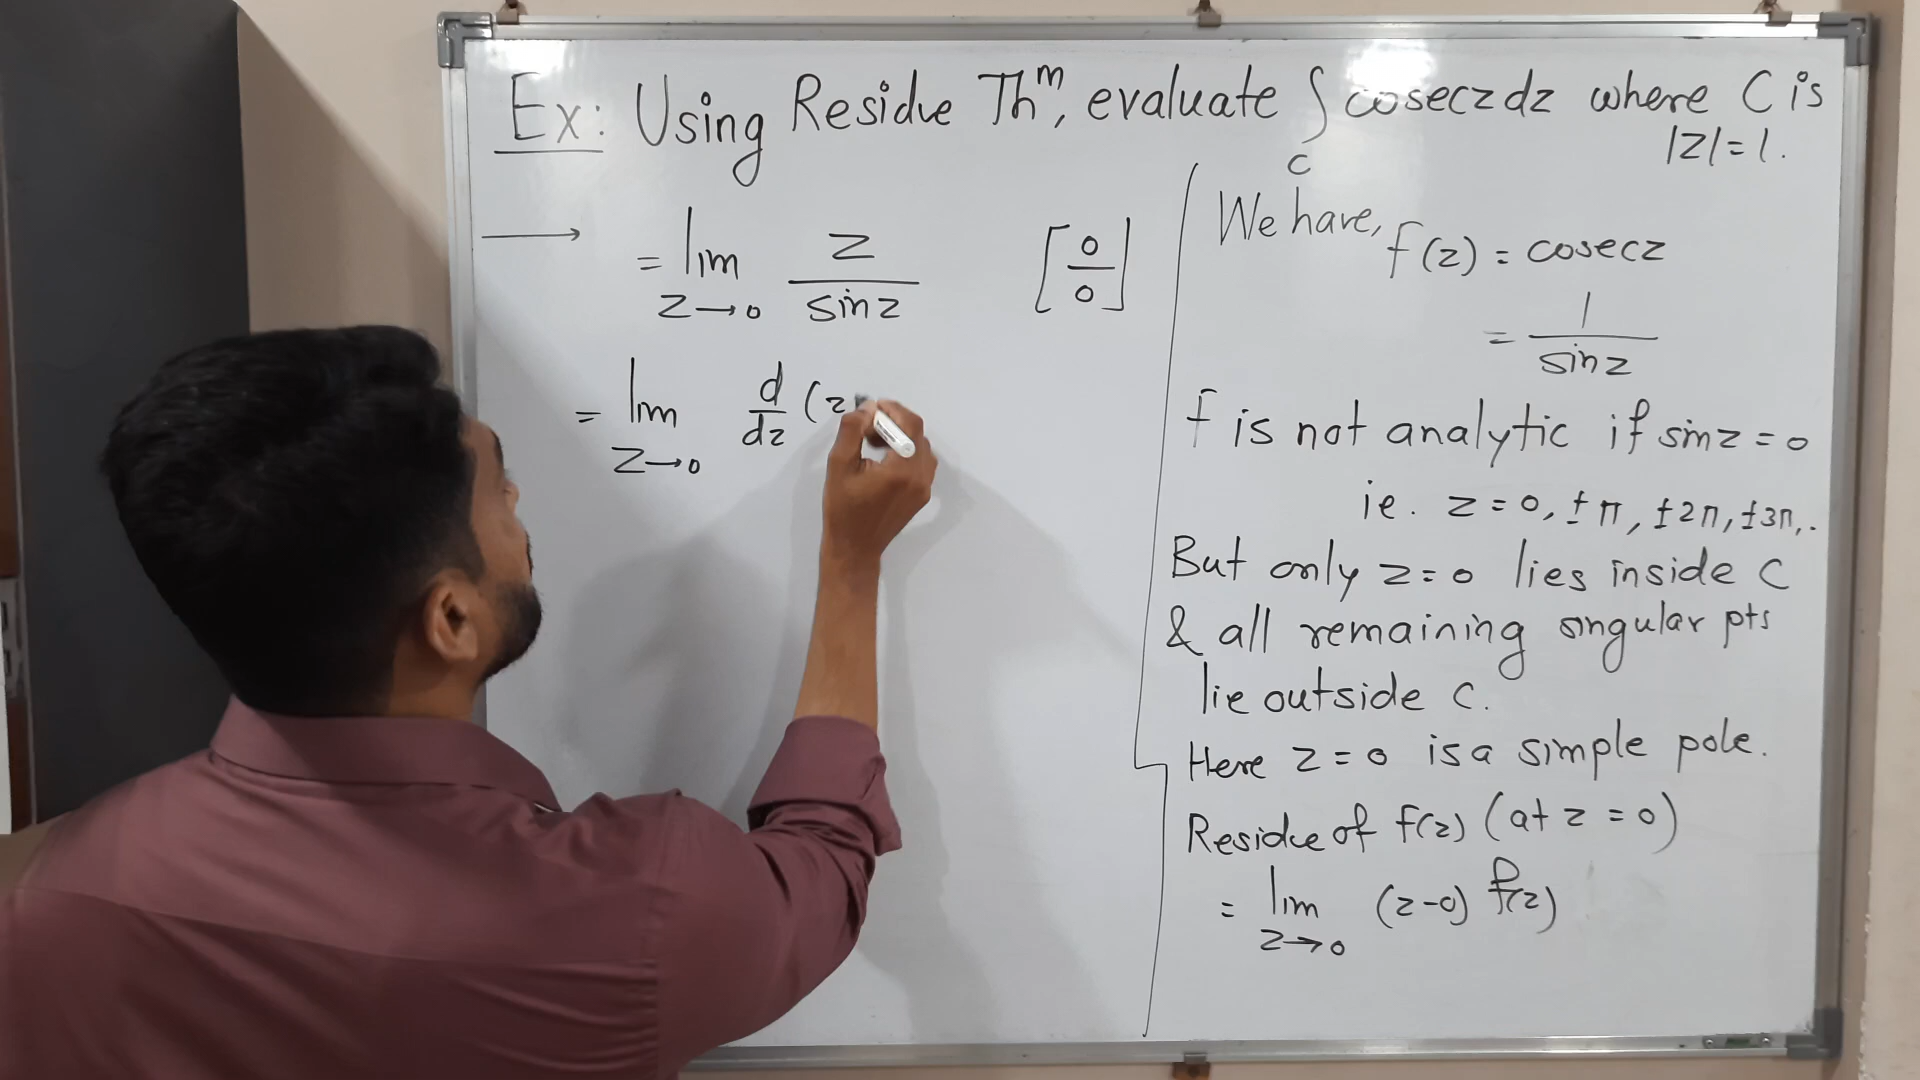 Ex: Using Residue Thᵐ, evaluate ∫ cosecz dz where C is
C
|z|=1.
We have, f(z) = cosecz
= 1
sinz
f is not analytic if sinz = 0
ie. z = 0, ±π, ±2π, ±3π,..
But only z = 0 lies inside C
& all remaining singular pts
lie outside C.
Here z = 0 is a simple pole.
Residue of f(z) (at z = 0)
= lim (z-0) f(z)
z→0
→ = lim z [0/0]
z→0 sinz
= lim d/dz (z
z→0